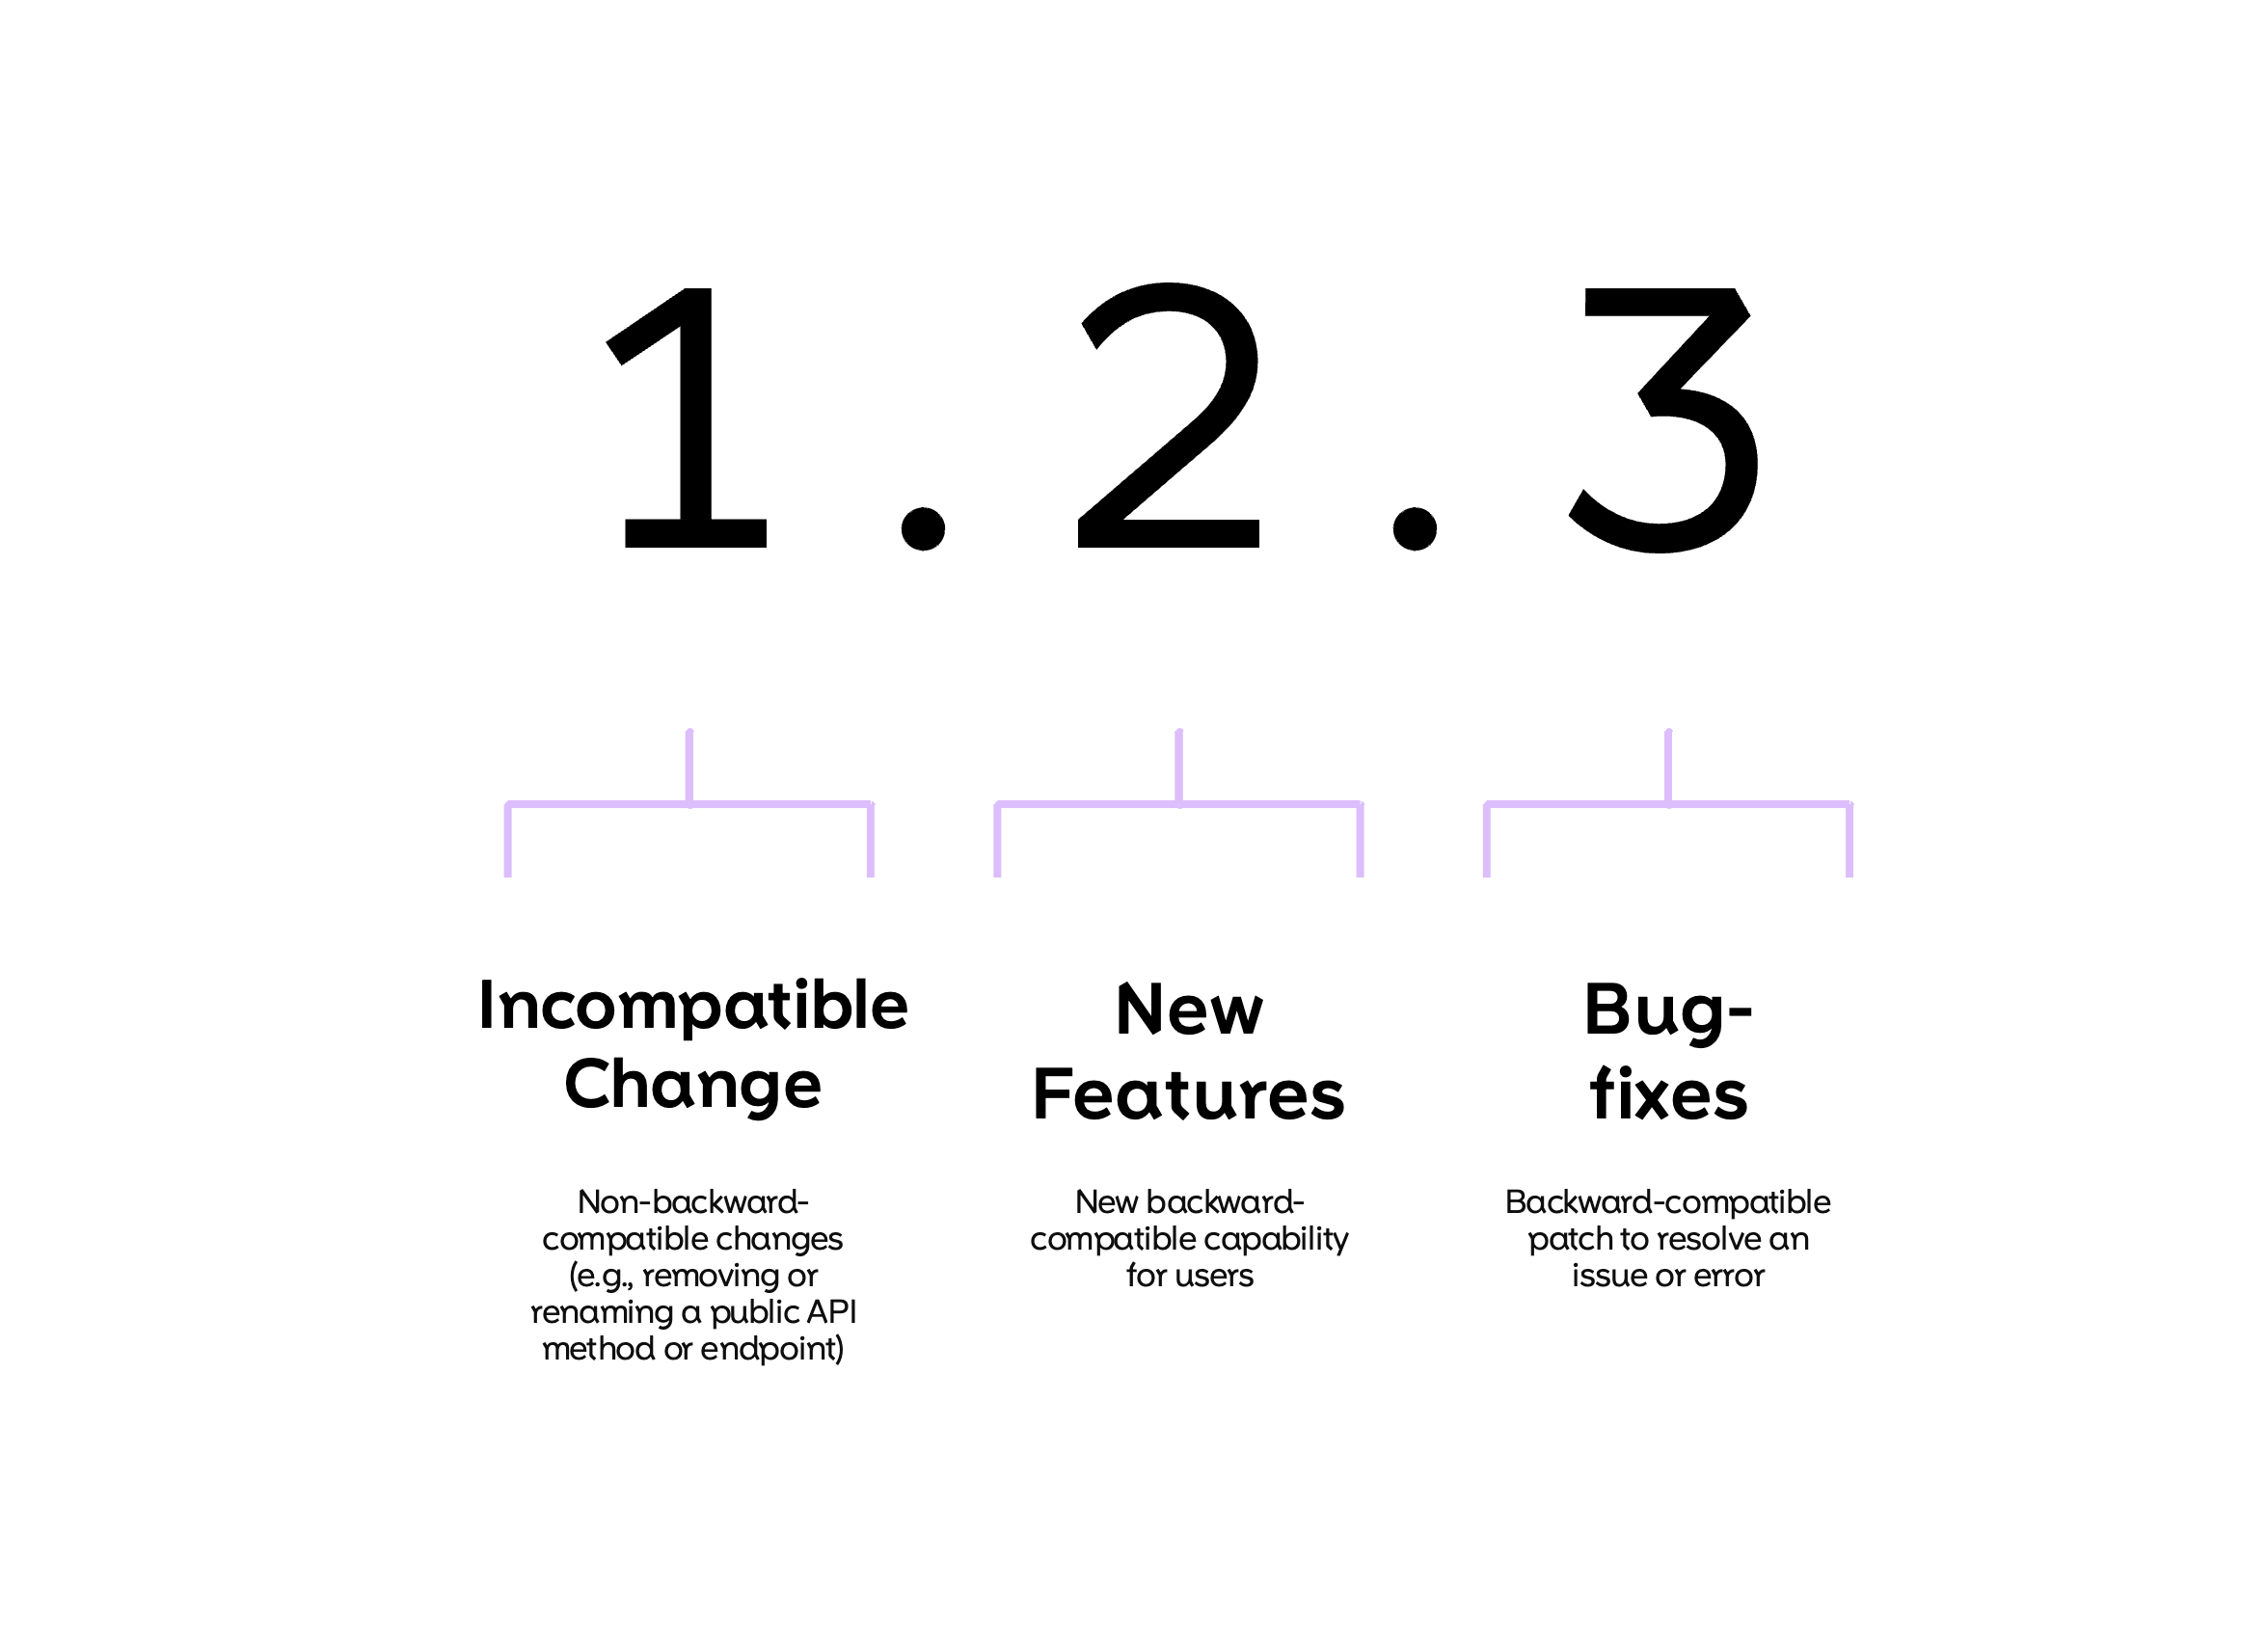 1.2.3
Incompatible
Change
Non-backward-
compatible changes
(e.g., removing or
renaming a public API
method or endpoint)
New
Features
New backward-
compatible capability
for users
Bug-
fixes
Backward-compatible
patch to resolve an
issue or error